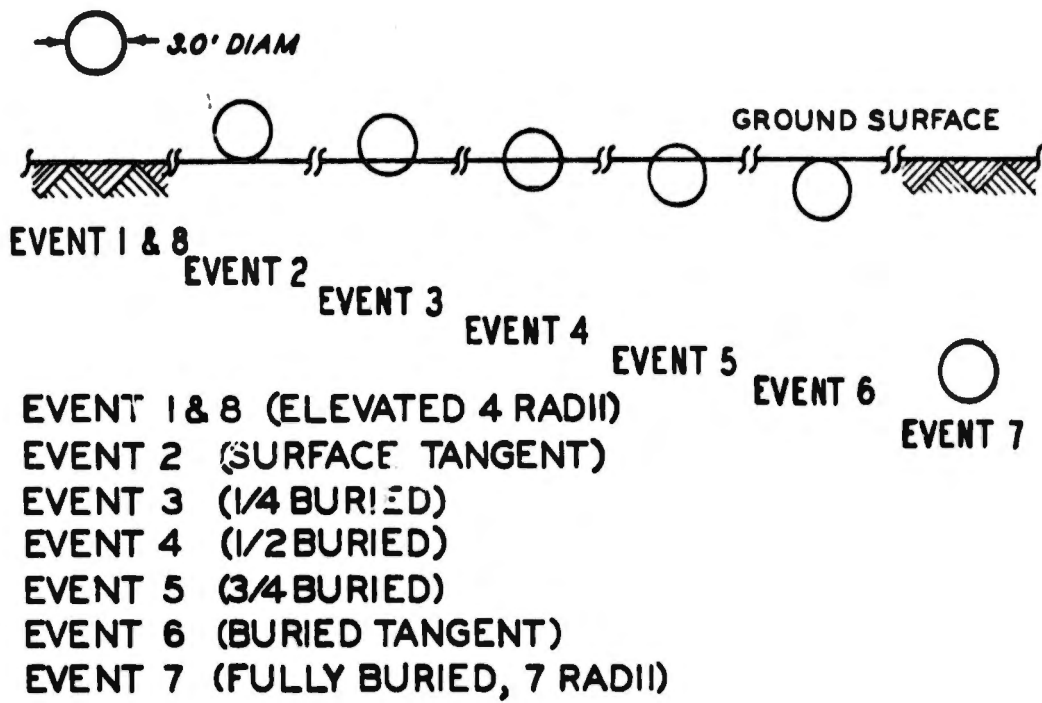 3.0' DIAM
GROUND SURFACE
EVENT 1 & 8
EVENT 2
EVENT 3
EVENT 4
EVENT 5
EVENT 6
EVENT 7
EVENT 1 & 8 (ELEVATED 4 RADII)
EVENT 2 (SURFACE TANGENT)
EVENT 3 (1/4 BURIED)
EVENT 4 (1/2 BURIED)
EVENT 5 (3/4 BURIED)
EVENT 6 (BURIED TANGENT)
EVENT 7 (FULLY BURIED, 7 RADII)